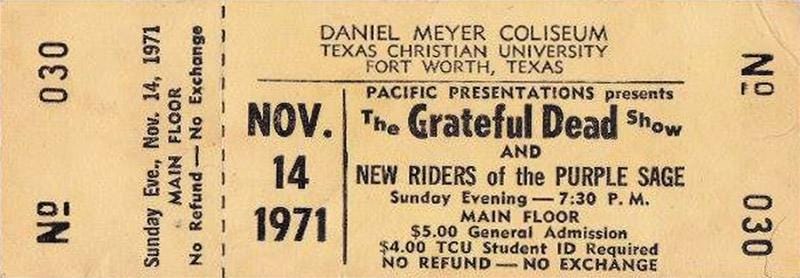 No 030
Sunday Eve., Nov. 14, 1971
MAIN FLOOR
No Refund — No Exchange
DANIEL MEYER COLISEUM
TEXAS CHRISTIAN UNIVERSITY
FORT WORTH, TEXAS
NOV.
14
1971
PACIFIC PRESENTATIONS presents
The Grateful Dead Show
AND
NEW RIDERS of the PURPLE SAGE
Sunday Evening — 7:30 P. M.
MAIN FLOOR
$5.00 General Admission
$4.00 TCU Student ID Required
NO REFUND — NO EXCHANGE
No 030